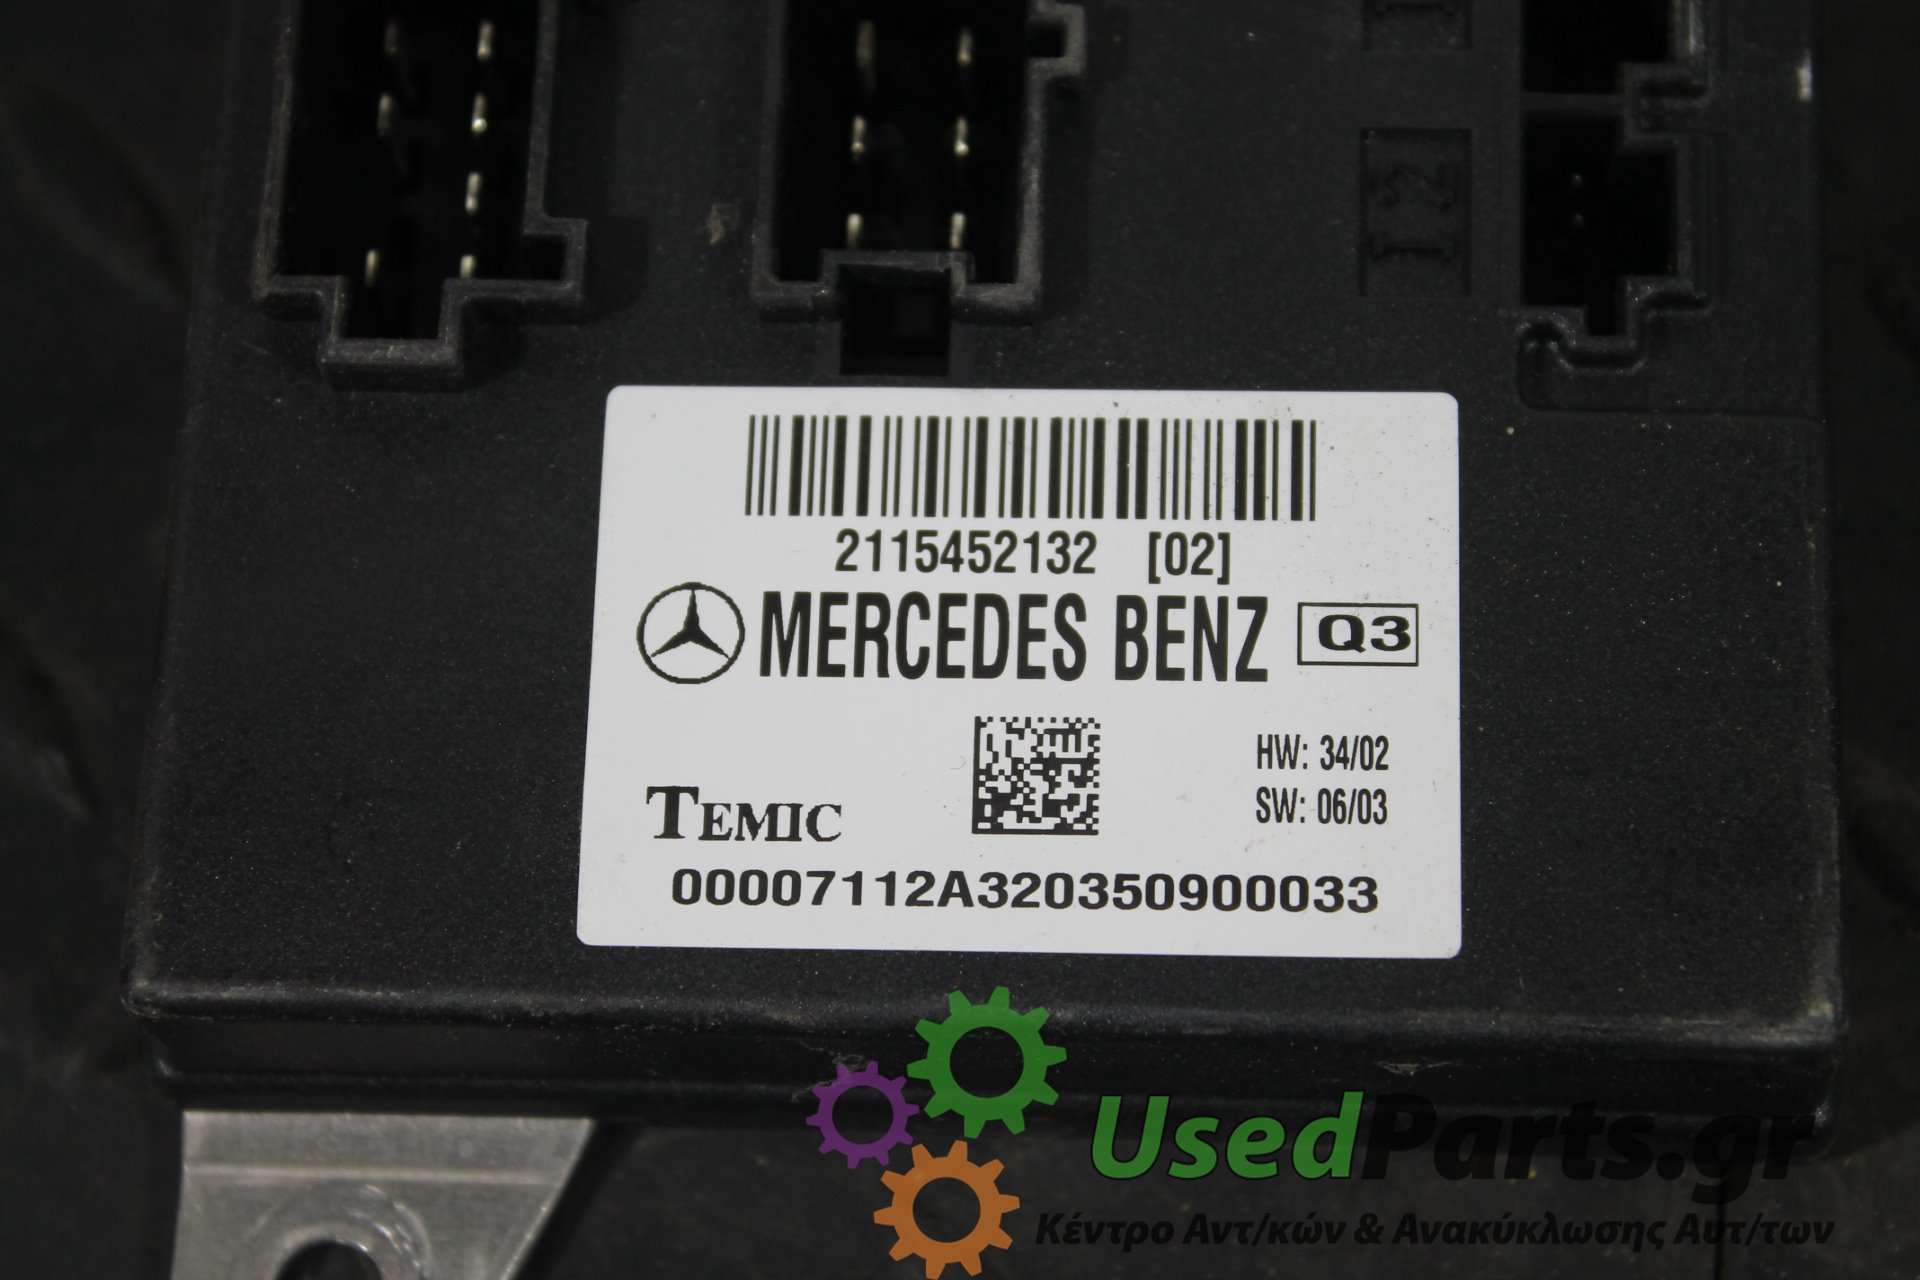 12
2115452132 [02]
MERCEDES BENZ Q3
HW: 34/02
TEMIC SW: 06/03
00007112A320350900033
UsedParts.gr
Κέντρο Αντ/κών & Ανακύκλωσης Αυτ/των